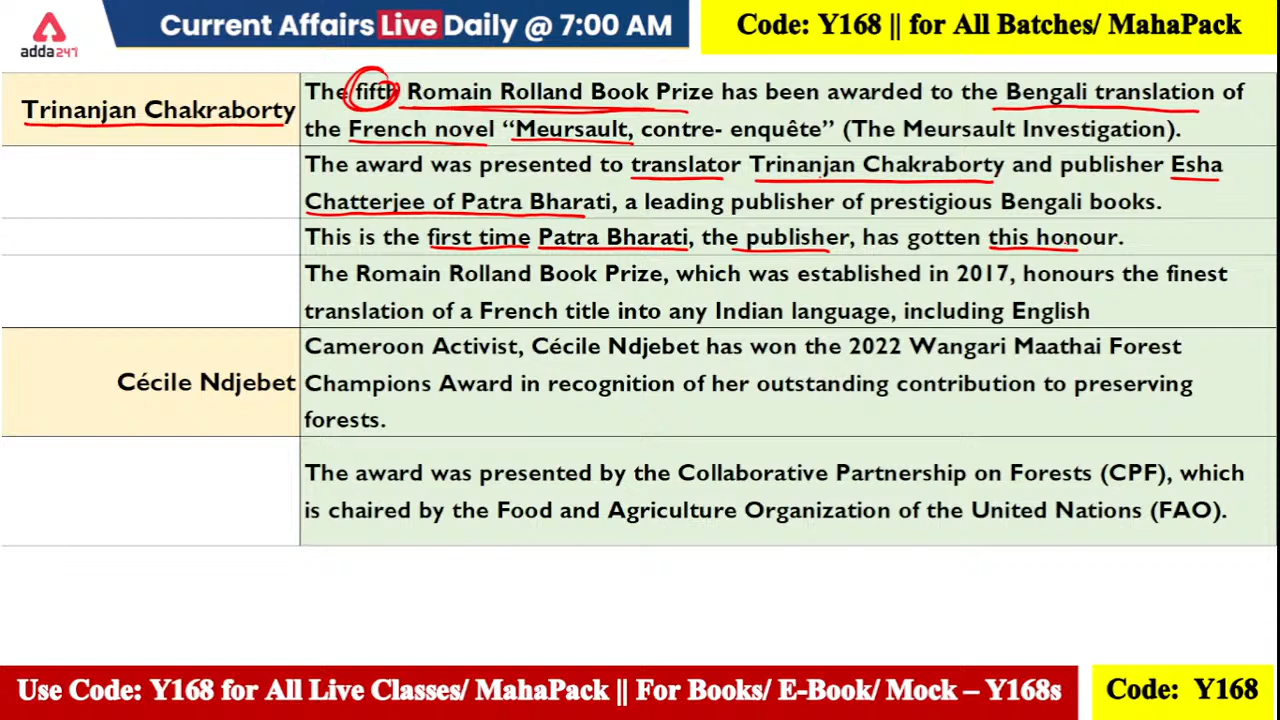 adda247
Current Affairs Live Daily @ 7:00 AM
Code: Y168 || for All Batches/ MahaPack
Trinanjan Chakraborty
The fifth Romain Rolland Book Prize has been awarded to the Bengali translation of
the French novel “Meursault, contre- enquête” (The Meursault Investigation).
The award was presented to translator Trinanjan Chakraborty and publisher Esha
Chatterjee of Patra Bharati, a leading publisher of prestigious Bengali books.
This is the first time Patra Bharati, the publisher, has gotten this honour.
The Romain Rolland Book Prize, which was established in 2017, honours the finest
translation of a French title into any Indian language, including English
Cécile Ndjebet
Cameroon Activist, Cécile Ndjebet has won the 2022 Wangari Maathai Forest
Champions Award in recognition of her outstanding contribution to preserving
forests.
The award was presented by the Collaborative Partnership on Forests (CPF), which
is chaired by the Food and Agriculture Organization of the United Nations (FAO).
Use Code: Y168 for All Live Classes/ MahaPack || For Books/ E-Book/ Mock – Y168s
Code: Y168